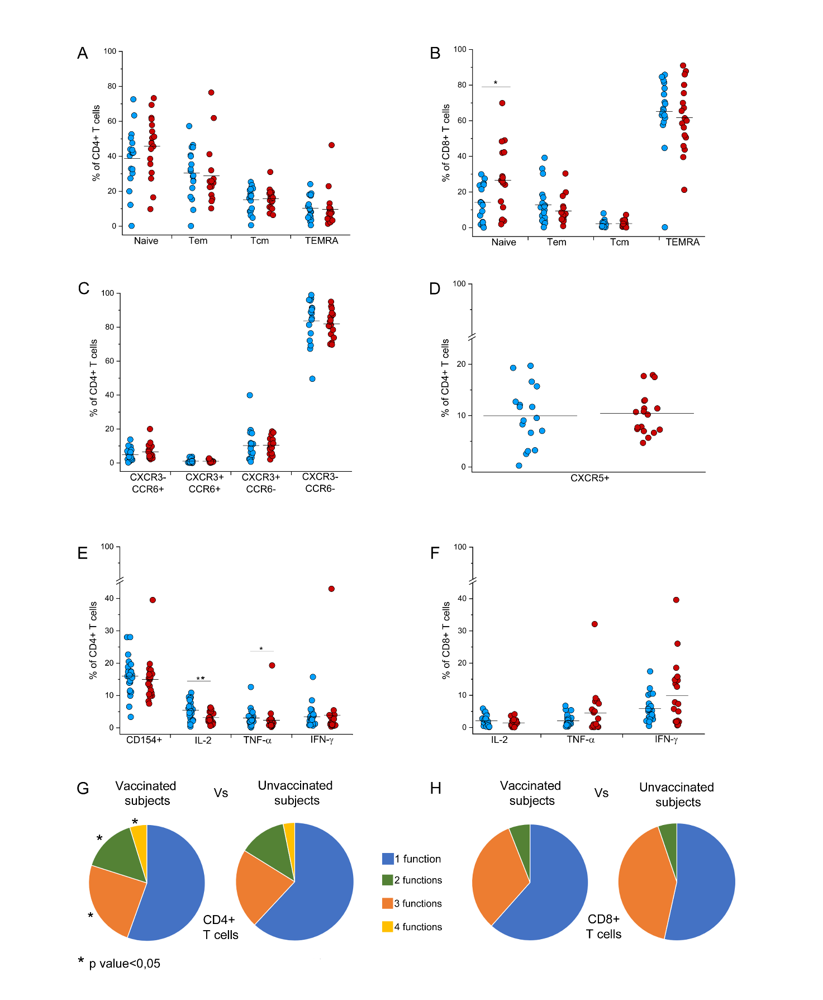 A
100
80
60
40
20
0
% of CD4+ T cells
Naive Tem Tcm TEMRA
B
100
80
60
40
20
0
% of CD8+ T cells
*
Naive Tem Tcm TEMRA
C
100
80
60
40
20
0
% of CD4+ T cells
CXCR3- CXCR3+ CXCR3+ CXCR3-
CCR6+ CCR6+ CCR6- CCR6-
D
100
20
10
0
% of CD4+ T cells
CXCR5+
E
100
40
30
20
10
0
% of CD4+ T cells
**
*
CD154+ IL-2 TNF-α IFN-γ
F
100
40
30
20
10
0
% of CD8+ T cells
IL-2 TNF-α IFN-γ
G
Vaccinated
subjects
Vs
Unvaccinated
subjects
*
*
*
CD4+
T cells
1 function
2 functions
3 functions
4 functions
H
Vaccinated
subjects
Vs
Unvaccinated
subjects
CD8+
T cells
* p value<0,05